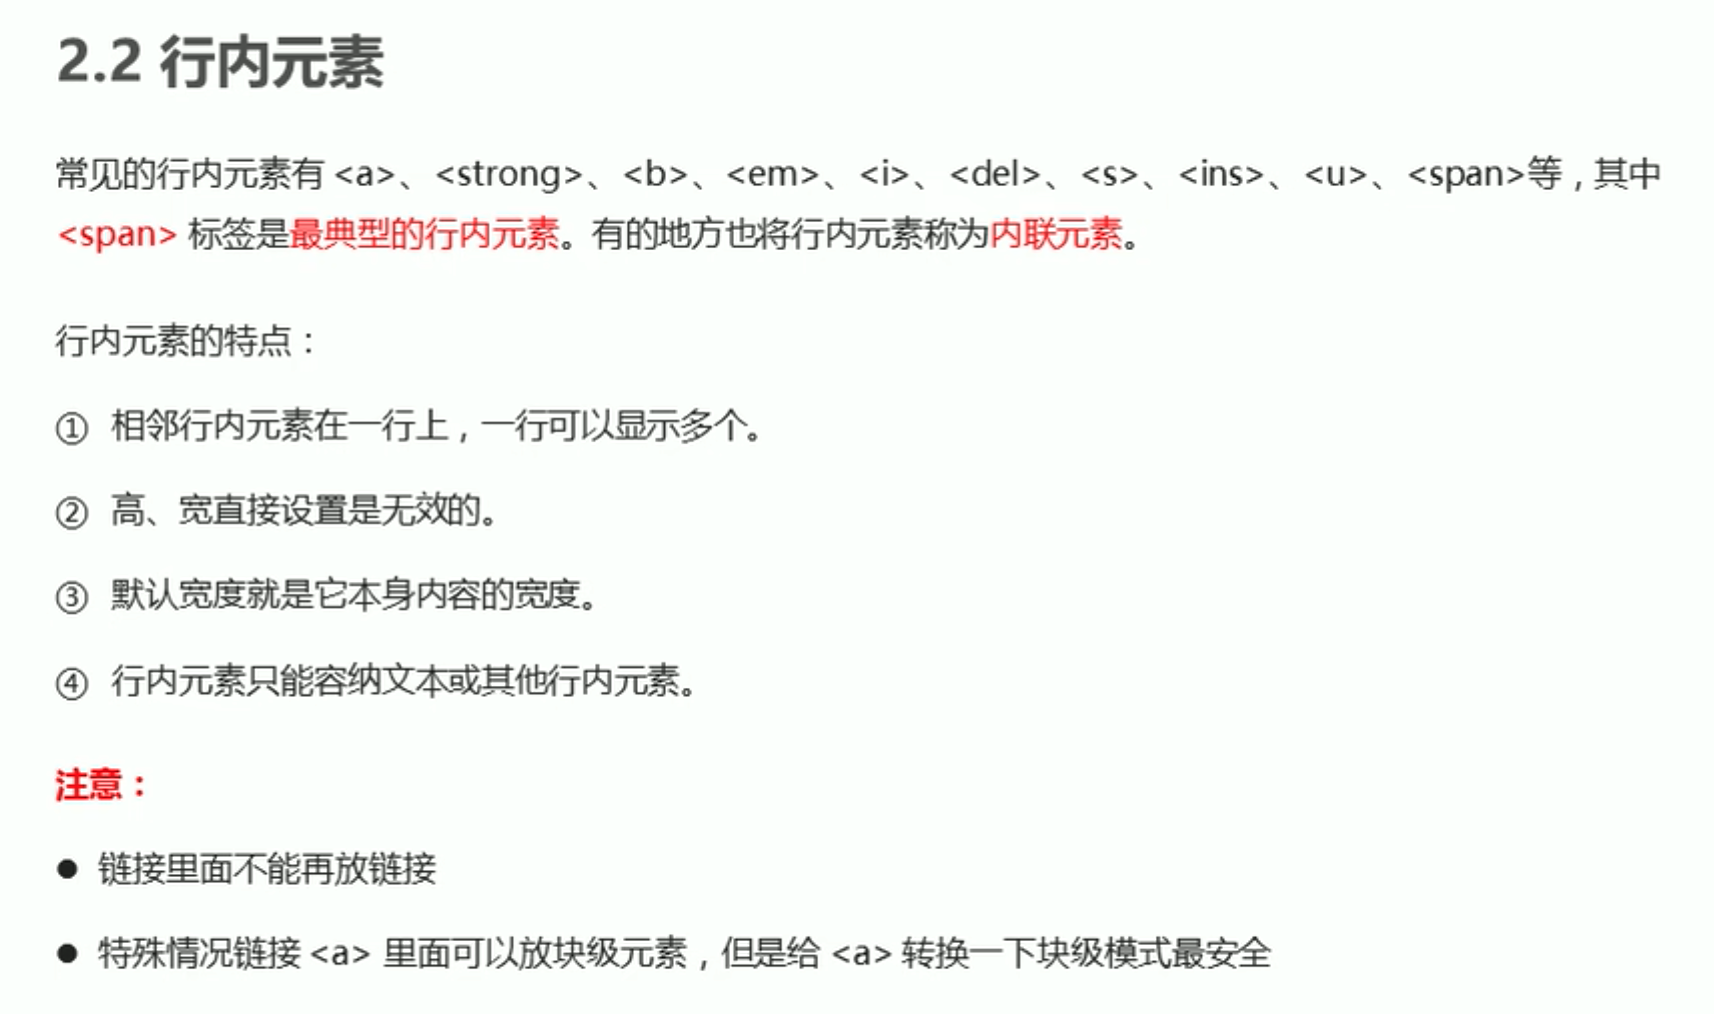 2.2 行内元素
常见的行内元素有 <a>、<strong>、<b>、<em>、<i>、<del>、<s>、<ins>、<u>、<span>等，其中
<span> 标签是最典型的行内元素。有的地方也将行内元素称为内联元素。
行内元素的特点：
① 相邻行内元素在一行上，一行可以显示多个。
② 高、宽直接设置是无效的。
③ 默认宽度就是它本身内容的宽度。
④ 行内元素只能容纳文本或其他行内元素。
注意：
● 链接里面不能再放链接
● 特殊情况链接 <a> 里面可以放块级元素，但是给 <a> 转换一下块级模式最安全